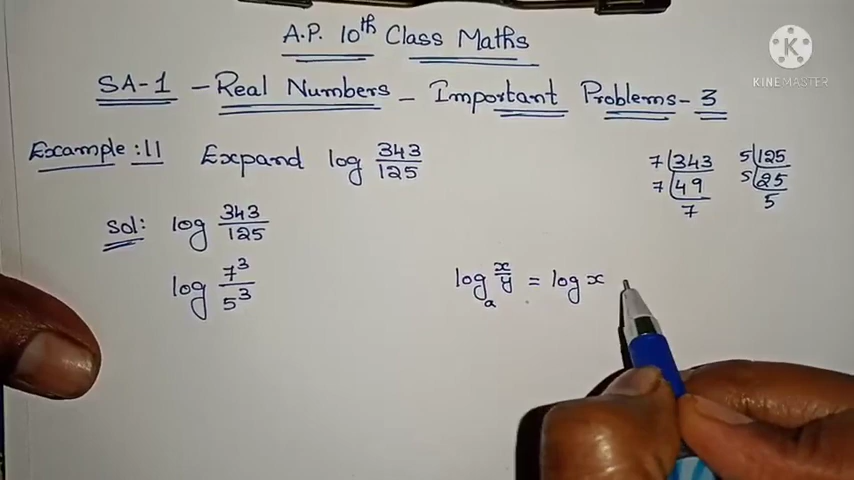 A.P. 10th Class Maths
K
KINEMASTER
SA-1 - Real Numbers - Important Problems - 3
Example : 11 Expand log 343/125
7 | 343
7 | 49
7
5 | 125
5 | 25
5
Sol: log 343/125
log 7³/5³
logₐ x/y = log x